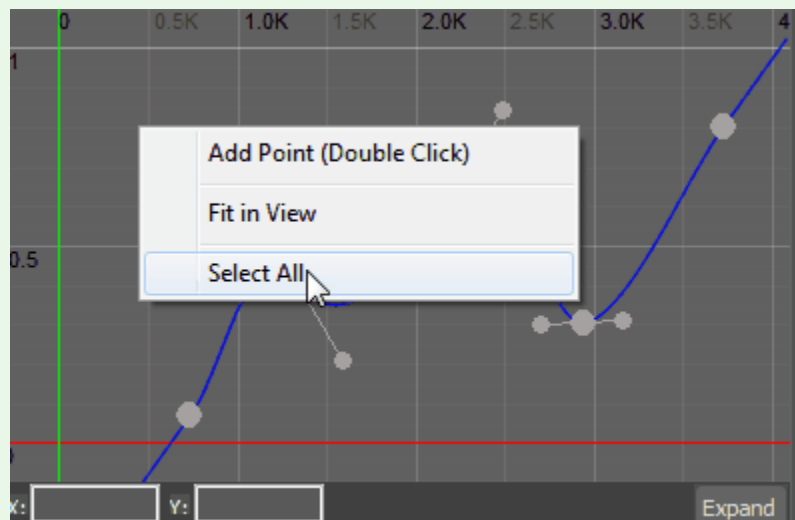 0 0.5K 1.0K 1.5K 2.0K 2.5K 3.0K 3.5K 4
1
Add Point (Double Click)
Fit in View
0.5
Select All
X: Y: Expand